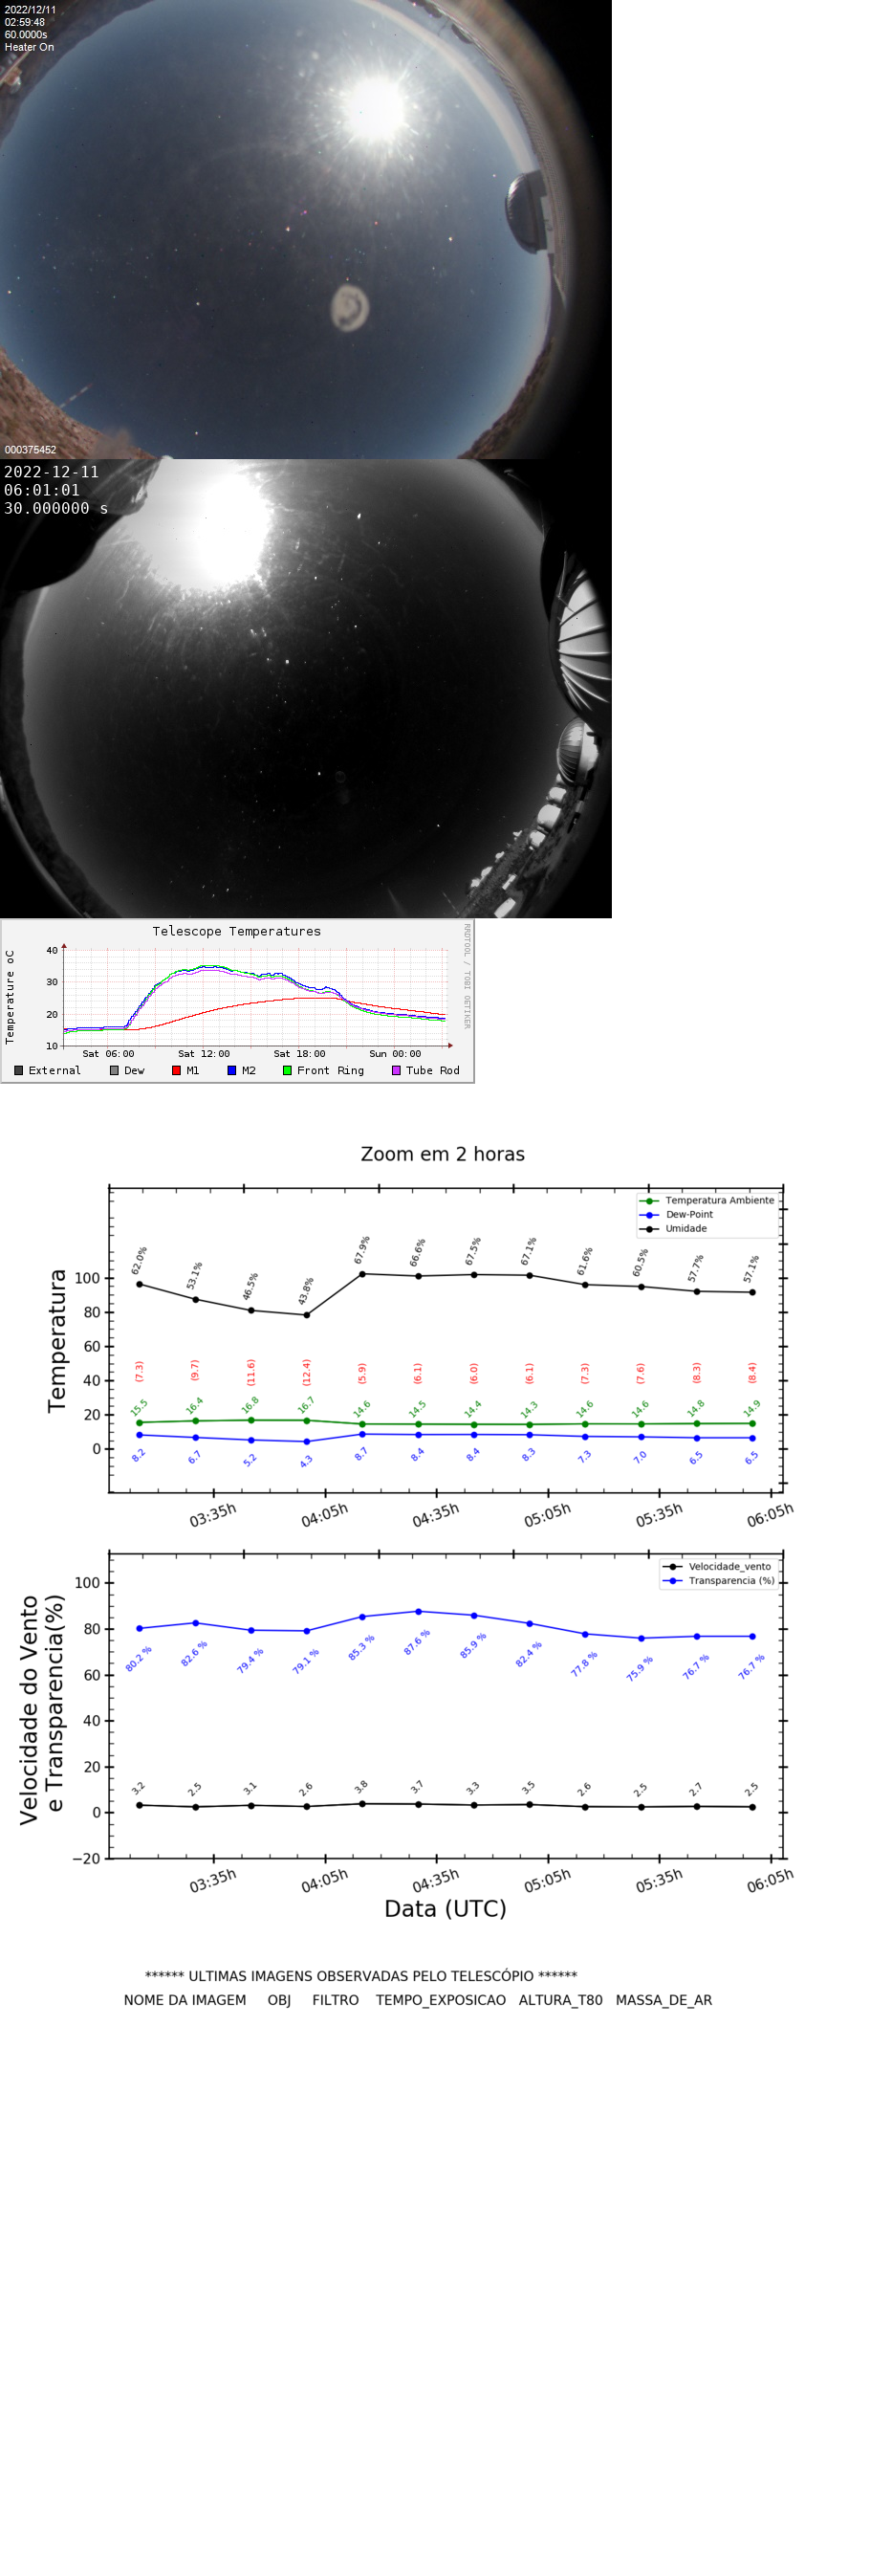 2022/12/11
02:59:48
60.0000s
Heater On
000375452
2022-12-11
06:01:01
30.000000 s
Telescope Temperatures
RRDTOOL / TOBI OETIKER
Temperature oC
40
30
20
10
Sat 06:00 Sat 12:00 Sat 18:00 Sun 00:00
External Dew M1 M2 Front Ring Tube Rod
Zoom em 2 horas
Temperatura Ambiente
Dew-Point
Umidade
Temperatura
100
80
60
40
20
0
62.0% 53.1% 46.5% 43.8% 67.9% 66.6% 67.5% 67.1% 61.6% 60.5% 57.7% 57.1%
(7.3) (9.7) (11.6) (12.4) (5.9) (6.1) (6.0) (6.1) (7.3) (7.6) (8.3) (8.4)
15.5 16.4 16.8 16.7 14.6 14.5 14.4 14.3 14.6 14.6 14.8 14.9
8.2 6.7 5.2 4.3 8.7 8.4 8.4 8.3 7.3 7.0 6.5 6.5
03:35h 04:05h 04:35h 05:05h 05:35h 06:05h
Velocidade_vento
Transparencia (%)
Velocidade do Vento
e Transparencia(%)
100
80
60
40
20
0
−20
80.2 % 82.6 % 79.4 % 79.1 % 85.3 % 87.6 % 85.9 % 82.4 % 77.8 % 75.9 % 76.7 % 76.7 %
3.2 2.5 3.1 2.6 3.8 3.7 3.3 3.5 2.6 2.5 2.7 2.5
03:35h 04:05h 04:35h 05:05h 05:35h 06:05h
Data (UTC)
****** ULTIMAS IMAGENS OBSERVADAS PELO TELESCÓPIO ******
NOME DA IMAGEM OBJ FILTRO TEMPO_EXPOSICAO ALTURA_T80 MASSA_DE_AR